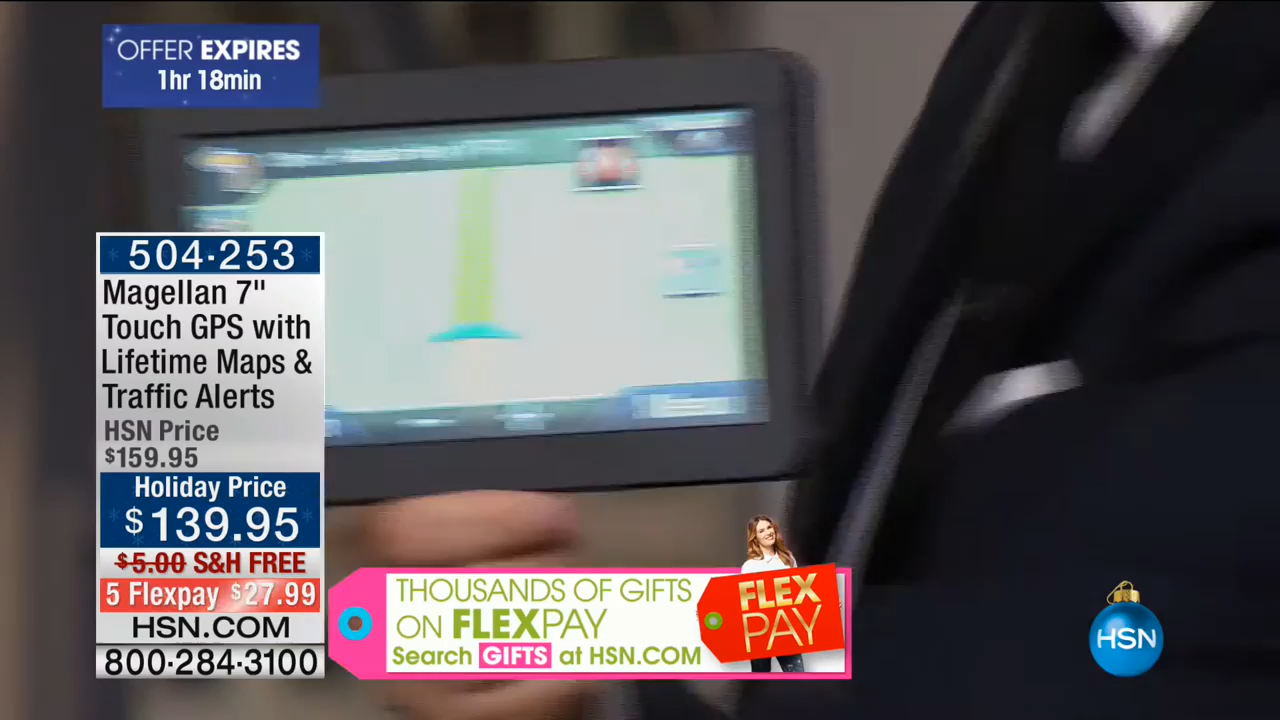 OFFER EXPIRES
1hr 18min
504-253
Magellan 7"
Touch GPS with
Lifetime Maps &
Traffic Alerts
HSN Price
$159.95
Holiday Price
$139.95
$5.00 S&H FREE
5 Flexpay $27.99
HSN.COM
800-284-3100
THOUSANDS OF GIFTS
ON FLEXPAY
Search GIFTS at HSN.COM
FLEX
PAY
HSN